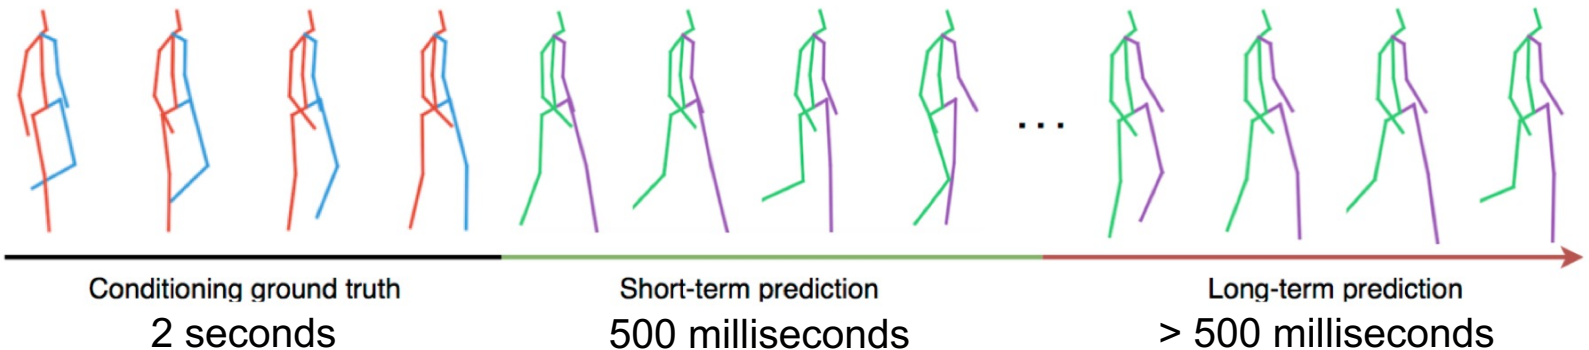 ...
Conditioning ground truth
Short-term prediction
Long-term prediction
2 seconds
500 milliseconds
> 500 milliseconds